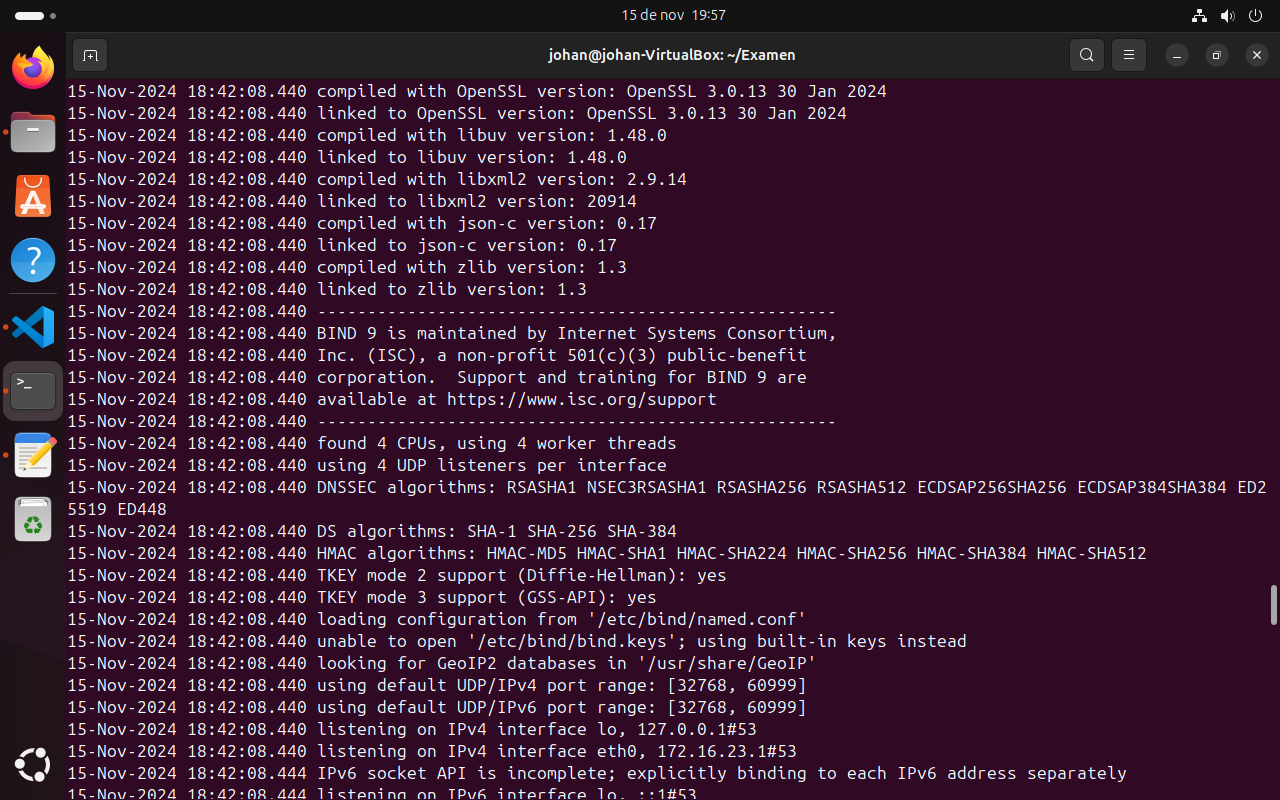 15 de nov 19:57
johan@johan-VirtualBox: ~/Examen
15-Nov-2024 18:42:08.440 compiled with OpenSSL version: OpenSSL 3.0.13 30 Jan 2024
15-Nov-2024 18:42:08.440 linked to OpenSSL version: OpenSSL 3.0.13 30 Jan 2024
15-Nov-2024 18:42:08.440 compiled with libuv version: 1.48.0
15-Nov-2024 18:42:08.440 linked to libuv version: 1.48.0
15-Nov-2024 18:42:08.440 compiled with libxml2 version: 2.9.14
15-Nov-2024 18:42:08.440 linked to libxml2 version: 20914
15-Nov-2024 18:42:08.440 compiled with json-c version: 0.17
15-Nov-2024 18:42:08.440 linked to json-c version: 0.17
15-Nov-2024 18:42:08.440 compiled with zlib version: 1.3
15-Nov-2024 18:42:08.440 linked to zlib version: 1.3
15-Nov-2024 18:42:08.440 ----------------------------------------------------
15-Nov-2024 18:42:08.440 BIND 9 is maintained by Internet Systems Consortium,
15-Nov-2024 18:42:08.440 Inc. (ISC), a non-profit 501(c)(3) public-benefit
15-Nov-2024 18:42:08.440 corporation.  Support and training for BIND 9 are
15-Nov-2024 18:42:08.440 available at https://www.isc.org/support
15-Nov-2024 18:42:08.440 ----------------------------------------------------
15-Nov-2024 18:42:08.440 found 4 CPUs, using 4 worker threads
15-Nov-2024 18:42:08.440 using 4 UDP listeners per interface
15-Nov-2024 18:42:08.440 DNSSEC algorithms: RSASHA1 NSEC3RSASHA1 RSASHA256 RSASHA512 ECDSAP256SHA256 ECDSAP384SHA384 ED2
5519 ED448
15-Nov-2024 18:42:08.440 DS algorithms: SHA-1 SHA-256 SHA-384
15-Nov-2024 18:42:08.440 HMAC algorithms: HMAC-MD5 HMAC-SHA1 HMAC-SHA224 HMAC-SHA256 HMAC-SHA384 HMAC-SHA512
15-Nov-2024 18:42:08.440 TKEY mode 2 support (Diffie-Hellman): yes
15-Nov-2024 18:42:08.440 TKEY mode 3 support (GSS-API): yes
15-Nov-2024 18:42:08.440 loading configuration from '/etc/bind/named.conf'
15-Nov-2024 18:42:08.440 unable to open '/etc/bind/bind.keys'; using built-in keys instead
15-Nov-2024 18:42:08.440 looking for GeoIP2 databases in '/usr/share/GeoIP'
15-Nov-2024 18:42:08.440 using default UDP/IPv4 port range: [32768, 60999]
15-Nov-2024 18:42:08.440 using default UDP/IPv6 port range: [32768, 60999]
15-Nov-2024 18:42:08.440 listening on IPv4 interface lo, 127.0.0.1#53
15-Nov-2024 18:42:08.440 listening on IPv4 interface eth0, 172.16.23.1#53
15-Nov-2024 18:42:08.444 IPv6 socket API is incomplete; explicitly binding to each IPv6 address separately
15-Nov-2024 18:42:08.444 listening on IPv6 interface lo, ::1#53